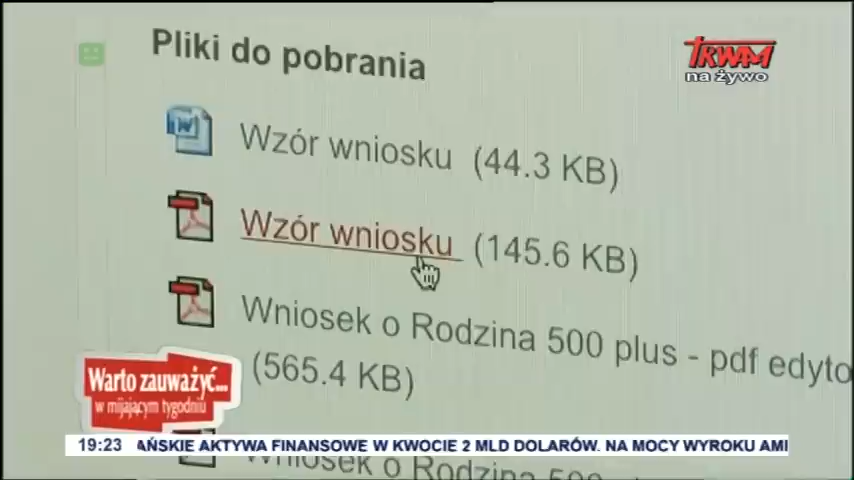 Pliki do pobrania
TRWAM
na żywo
Wzór wniosku (44.3 KB)
Wzór wniosku (145.6 KB)
Wniosek o Rodzina 500 plus - pdf edyto
(565.4 KB)
Warto zauważyć...
w mijającym tygodniu
19:23 AŃSKIE AKTYWA FINANSOWE W KWOCIE 2 MLD DOLARÓW. NA MOCY WYROKU AMI
Wniosek o Rodzina 500